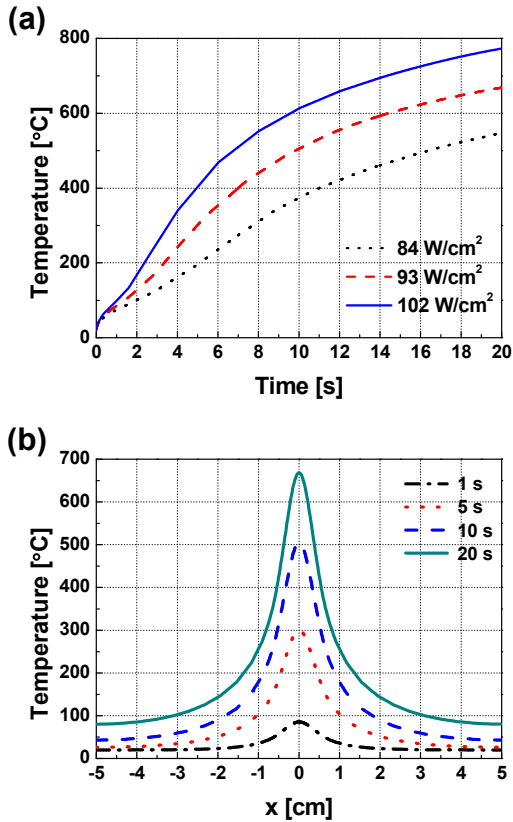 (a)
800
600
400
200
0
Temperature [°C]
84 W/cm²
93 W/cm²
102 W/cm²
0 2 4 6 8 10 12 14 16 18 20
Time [s]
(b)
700
600
500
400
300
200
100
0
Temperature [°C]
1 s
5 s
10 s
20 s
-5 -4 -3 -2 -1 0 1 2 3 4 5
x [cm]